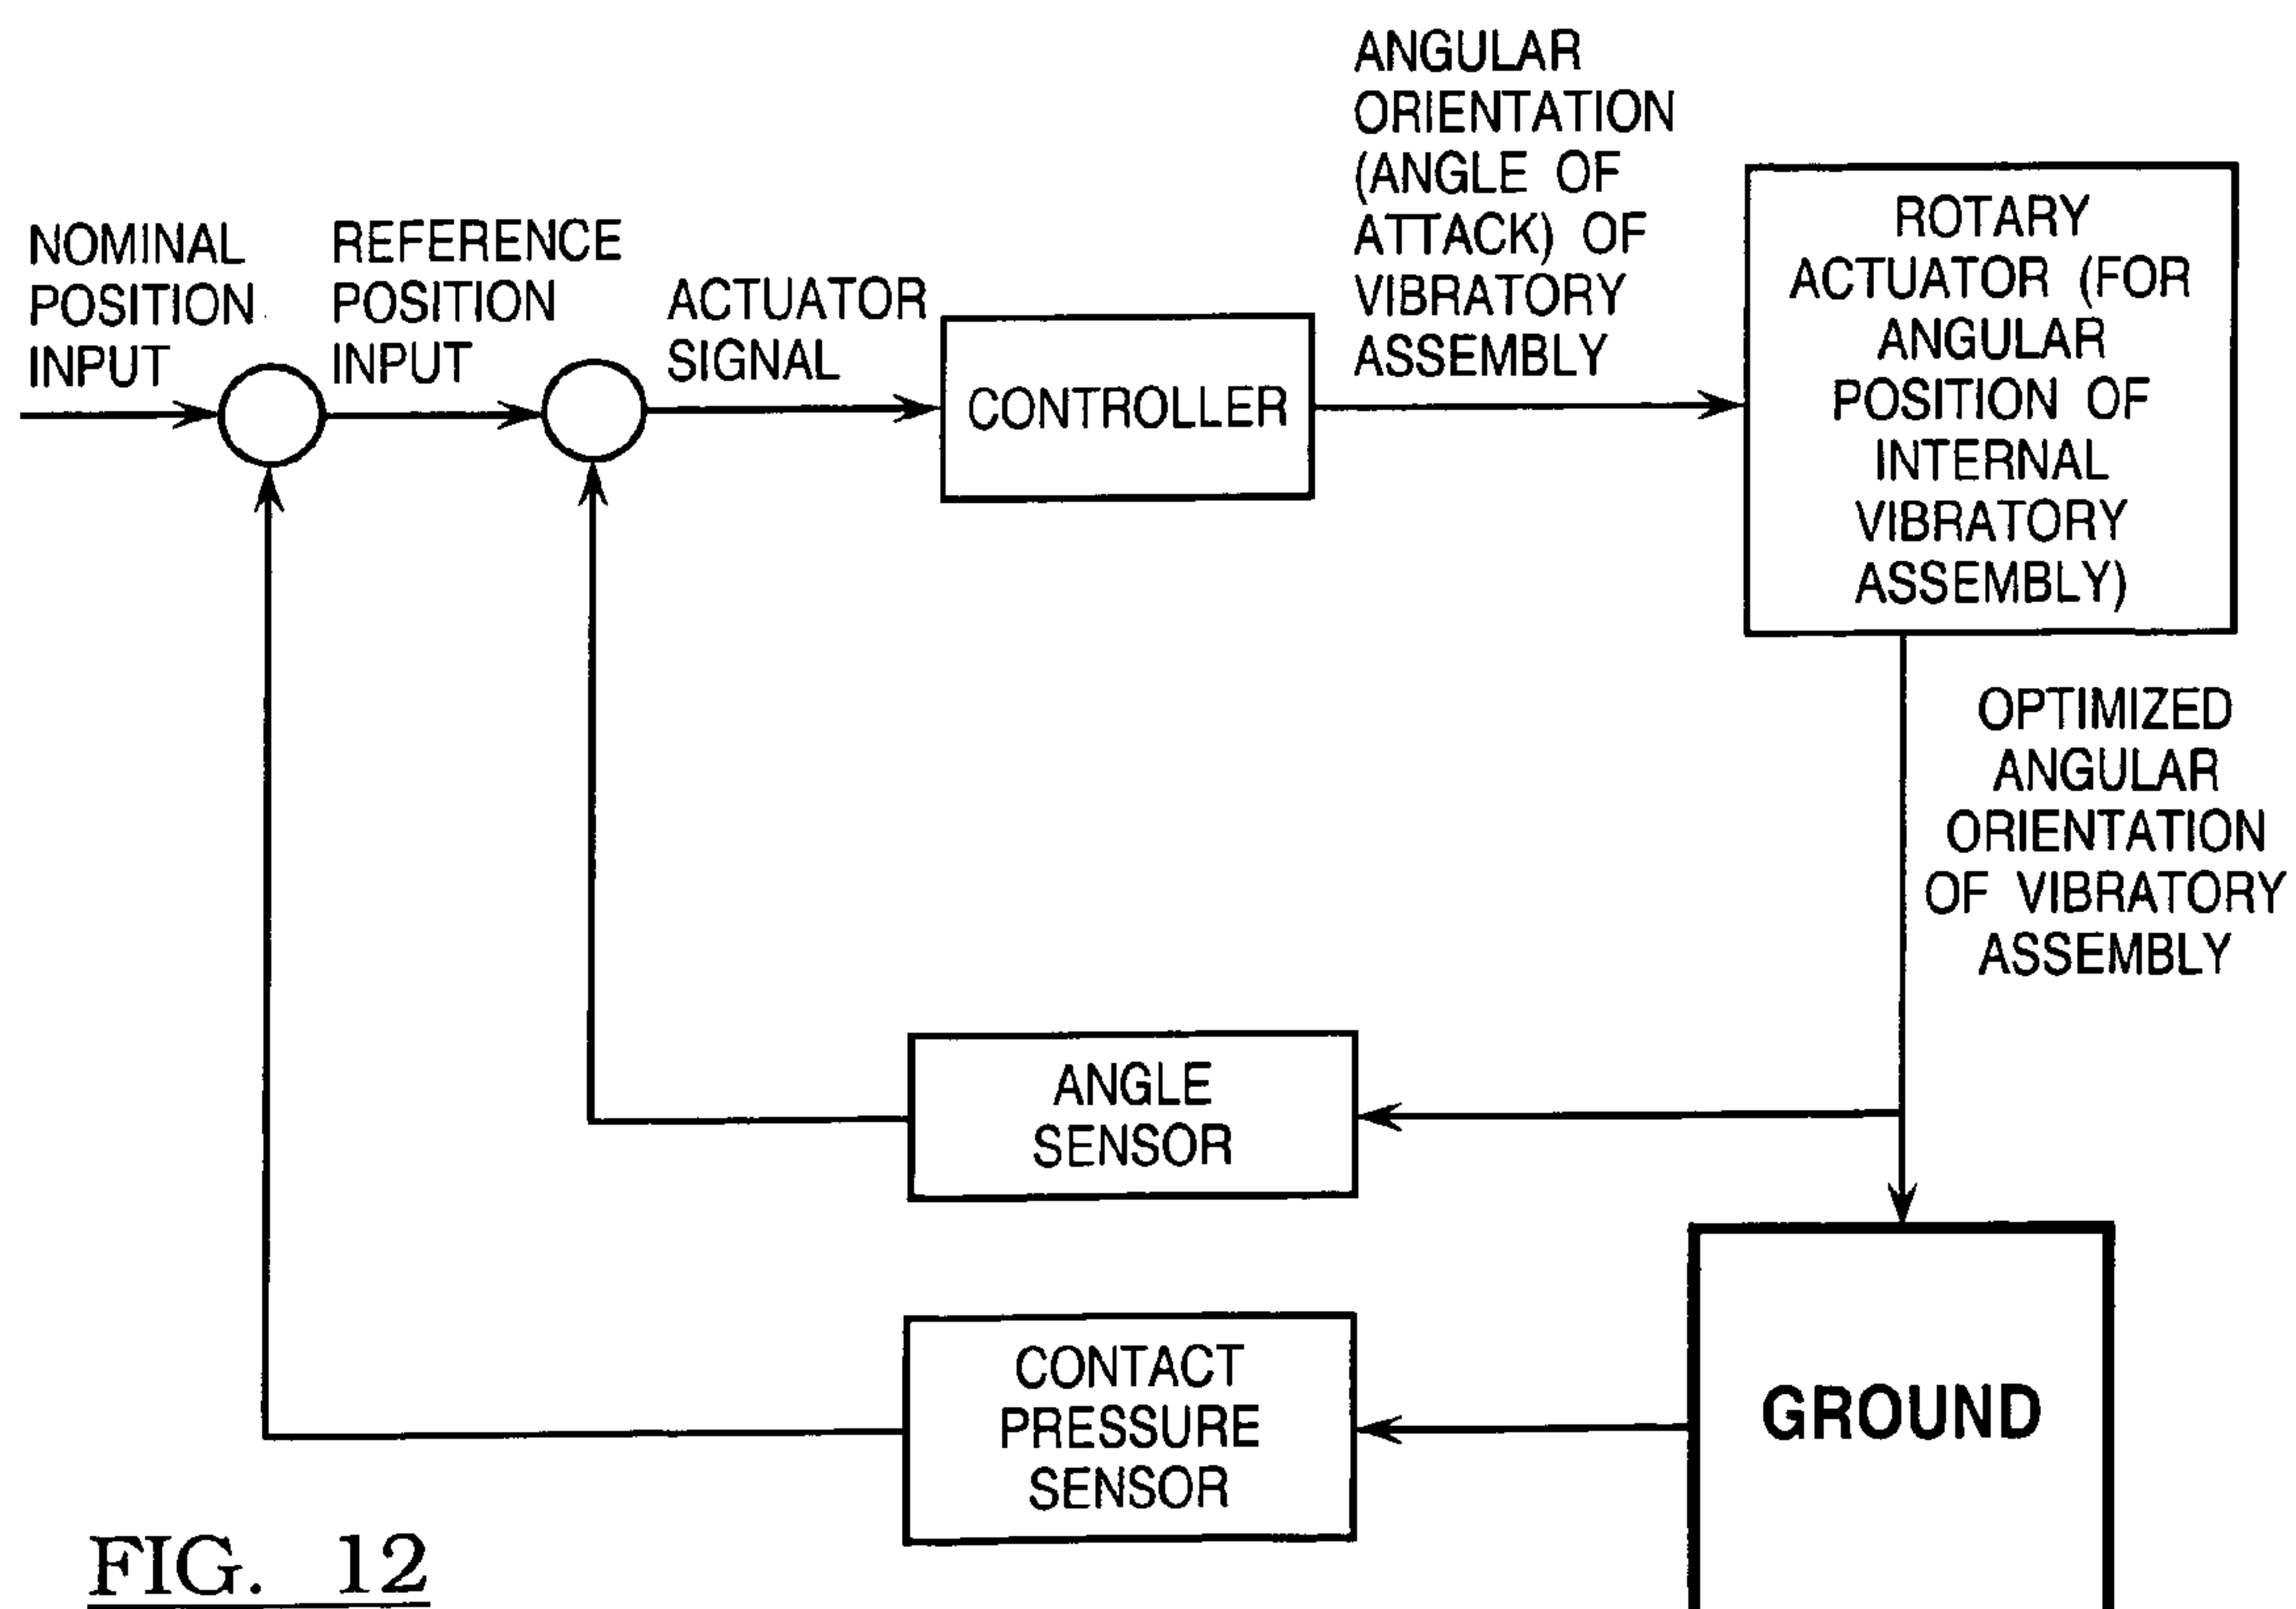 NOMINAL
POSITION
INPUT
REFERENCE
POSITION
INPUT
ACTUATOR
SIGNAL
CONTROLLER
ANGULAR
ORIENTATION
(ANGLE OF
ATTACK) OF
VIBRATORY
ASSEMBLY
ROTARY
ACTUATOR (FOR
ANGULAR
POSITION OF
INTERNAL
VIBRATORY
ASSEMBLY)
OPTIMIZED
ANGULAR
ORIENTATION
OF VIBRATORY
ASSEMBLY
ANGLE
SENSOR
CONTACT
PRESSURE
SENSOR
GROUND
FIG. 12